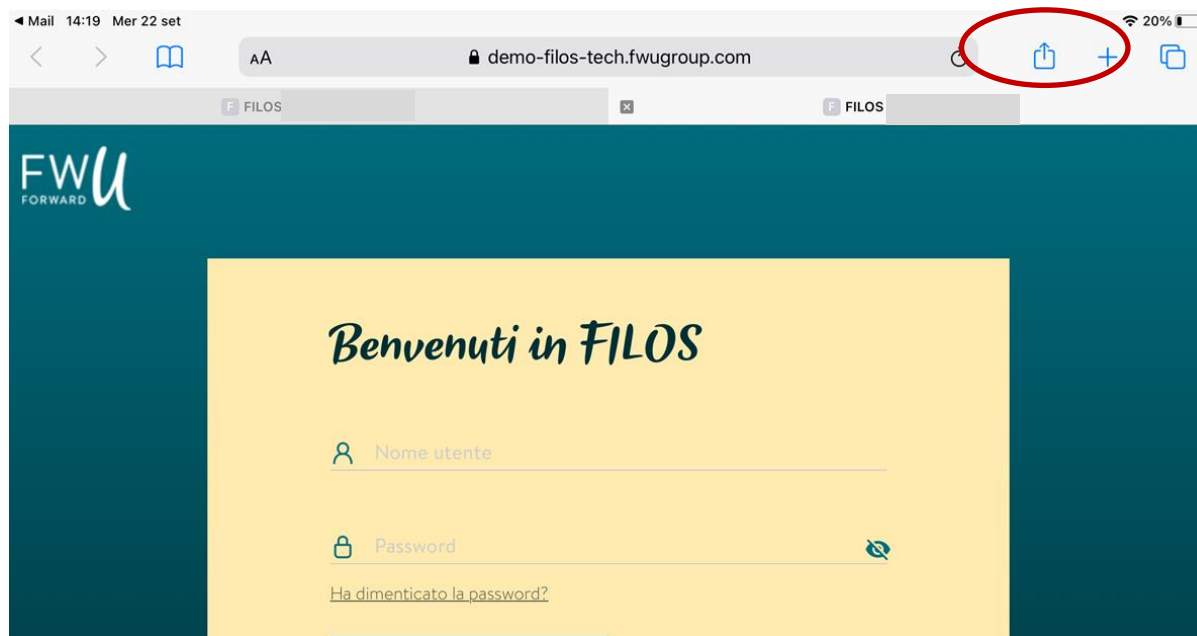 Mail 14:19 Mer 22 set 20%
AA demo-filos-tech.fwugroup.com
F FILOS F FILOS
FWU
FORWARD
Benvenuti in FILOS
Nome utente
Password
Ha dimenticato la password?